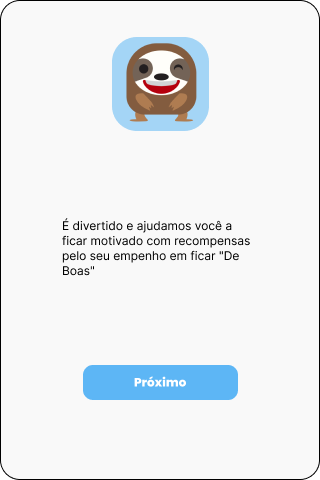 É divertido e ajudamos você a
ficar motivado com recompensas
pelo seu empenho em ficar "De
Boas"
Próximo